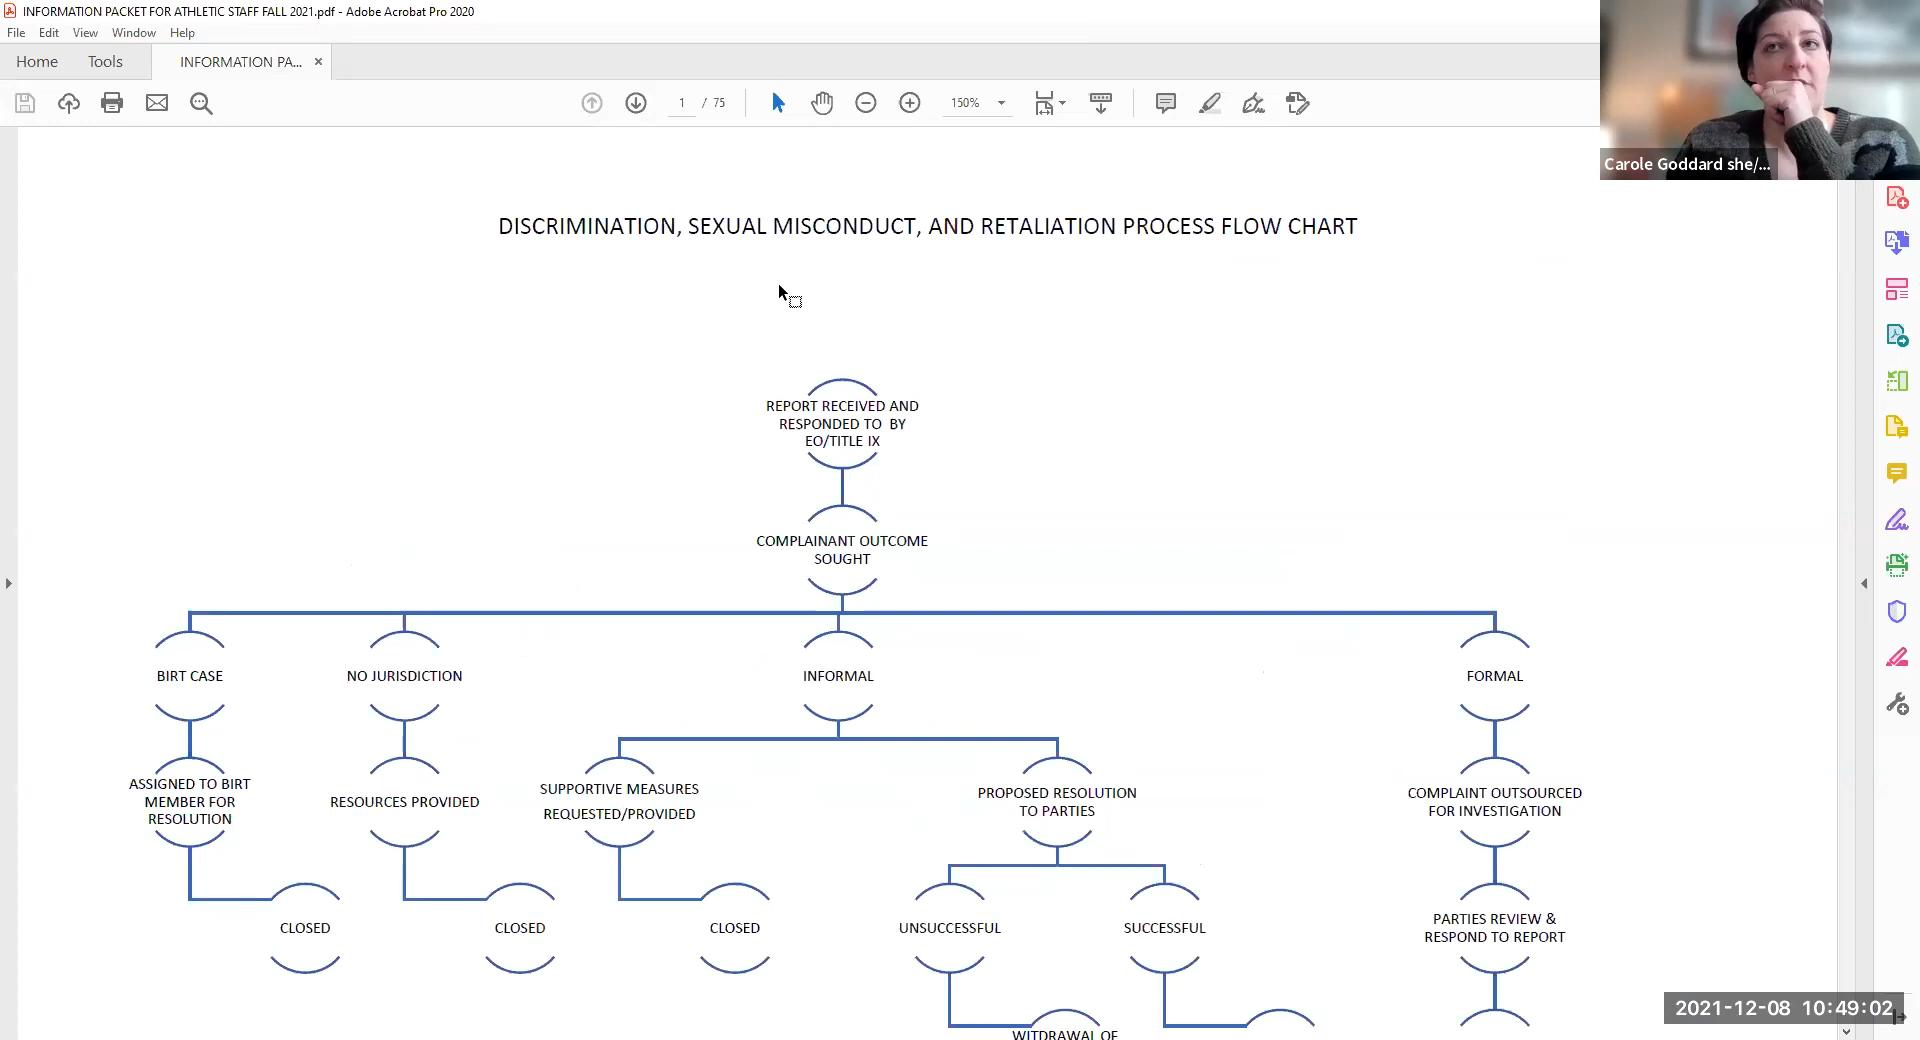 INFORMATION PACKET FOR ATHLETIC STAFF FALL 2021.pdf - Adobe Acrobat Pro 2020
File Edit View Window Help
Home Tools INFORMATION PA... ×
1 / 75 150%
Carole Goddard she/...
DISCRIMINATION, SEXUAL MISCONDUCT, AND RETALIATION PROCESS FLOW CHART
REPORT RECEIVED AND
RESPONDED TO BY
EO/TITLE IX
COMPLAINANT OUTCOME
SOUGHT
BIRT CASE
NO JURISDICTION
INFORMAL
FORMAL
ASSIGNED TO BIRT
MEMBER FOR
RESOLUTION
RESOURCES PROVIDED
SUPPORTIVE MEASURES
REQUESTED/PROVIDED
PROPOSED RESOLUTION
TO PARTIES
COMPLAINT OUTSOURCED
FOR INVESTIGATION
CLOSED
CLOSED
CLOSED
UNSUCCESSFUL
SUCCESSFUL
PARTIES REVIEW &
RESPOND TO REPORT
WITDRAWAL OF
2021-12-08 10:49:02